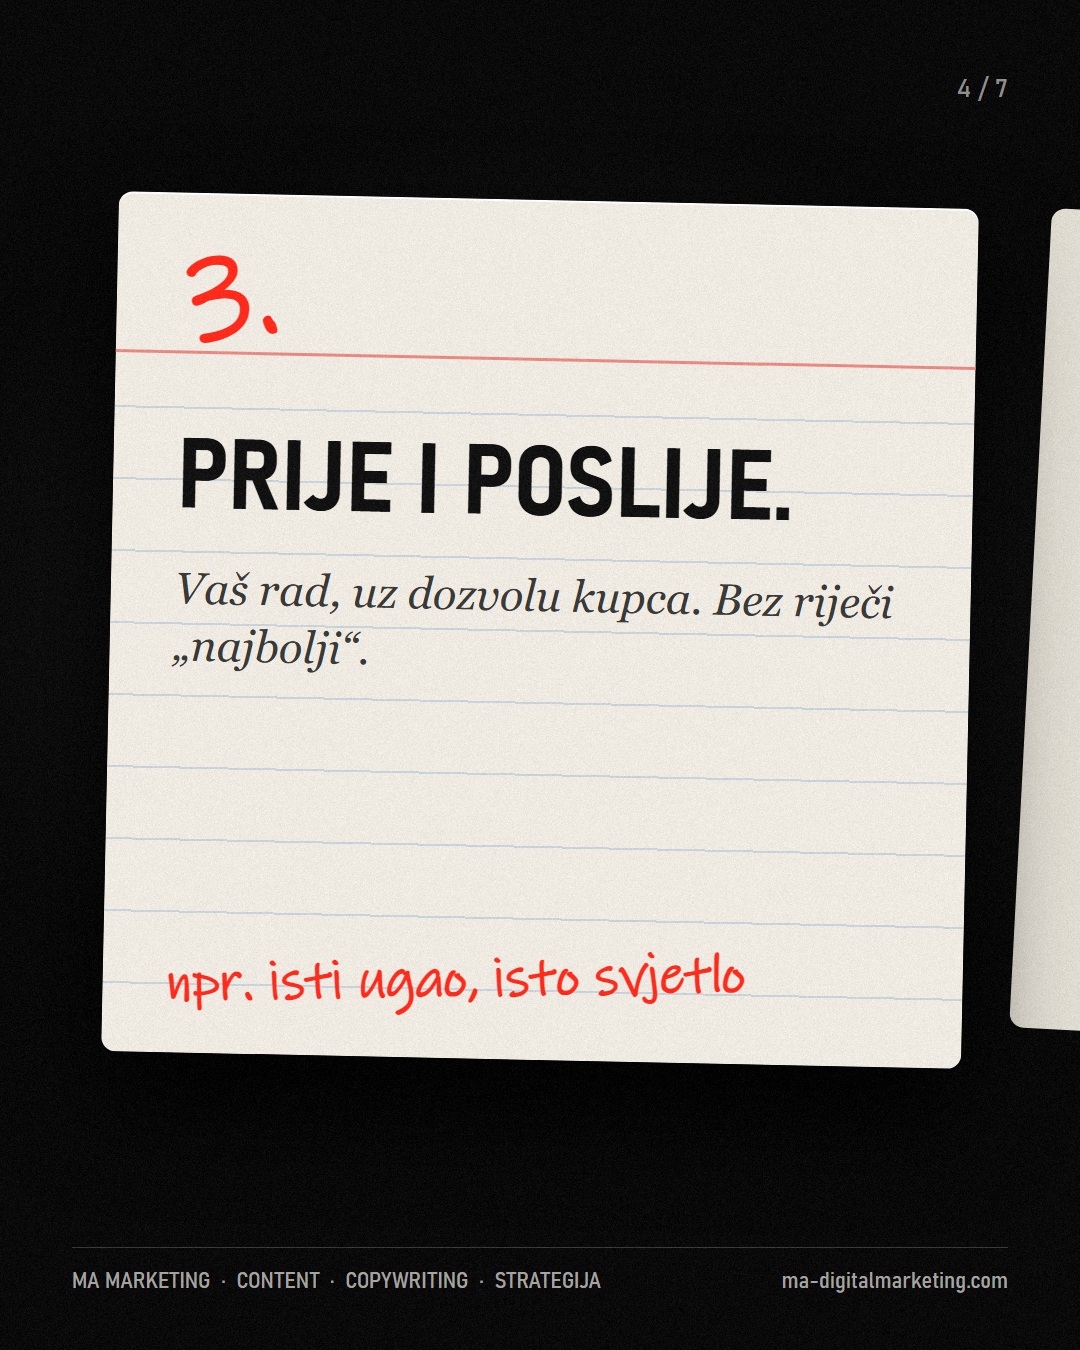 4 / 7
3.
PRIJE I POSLIJE.
Vaš rad, uz dozvolu kupca. Bez riječi
„najbolji“.
npr. isti ugao, isto svjetlo
MA MARKETING · CONTENT · COPYWRITING · STRATEGIJA
ma-digitalmarketing.com